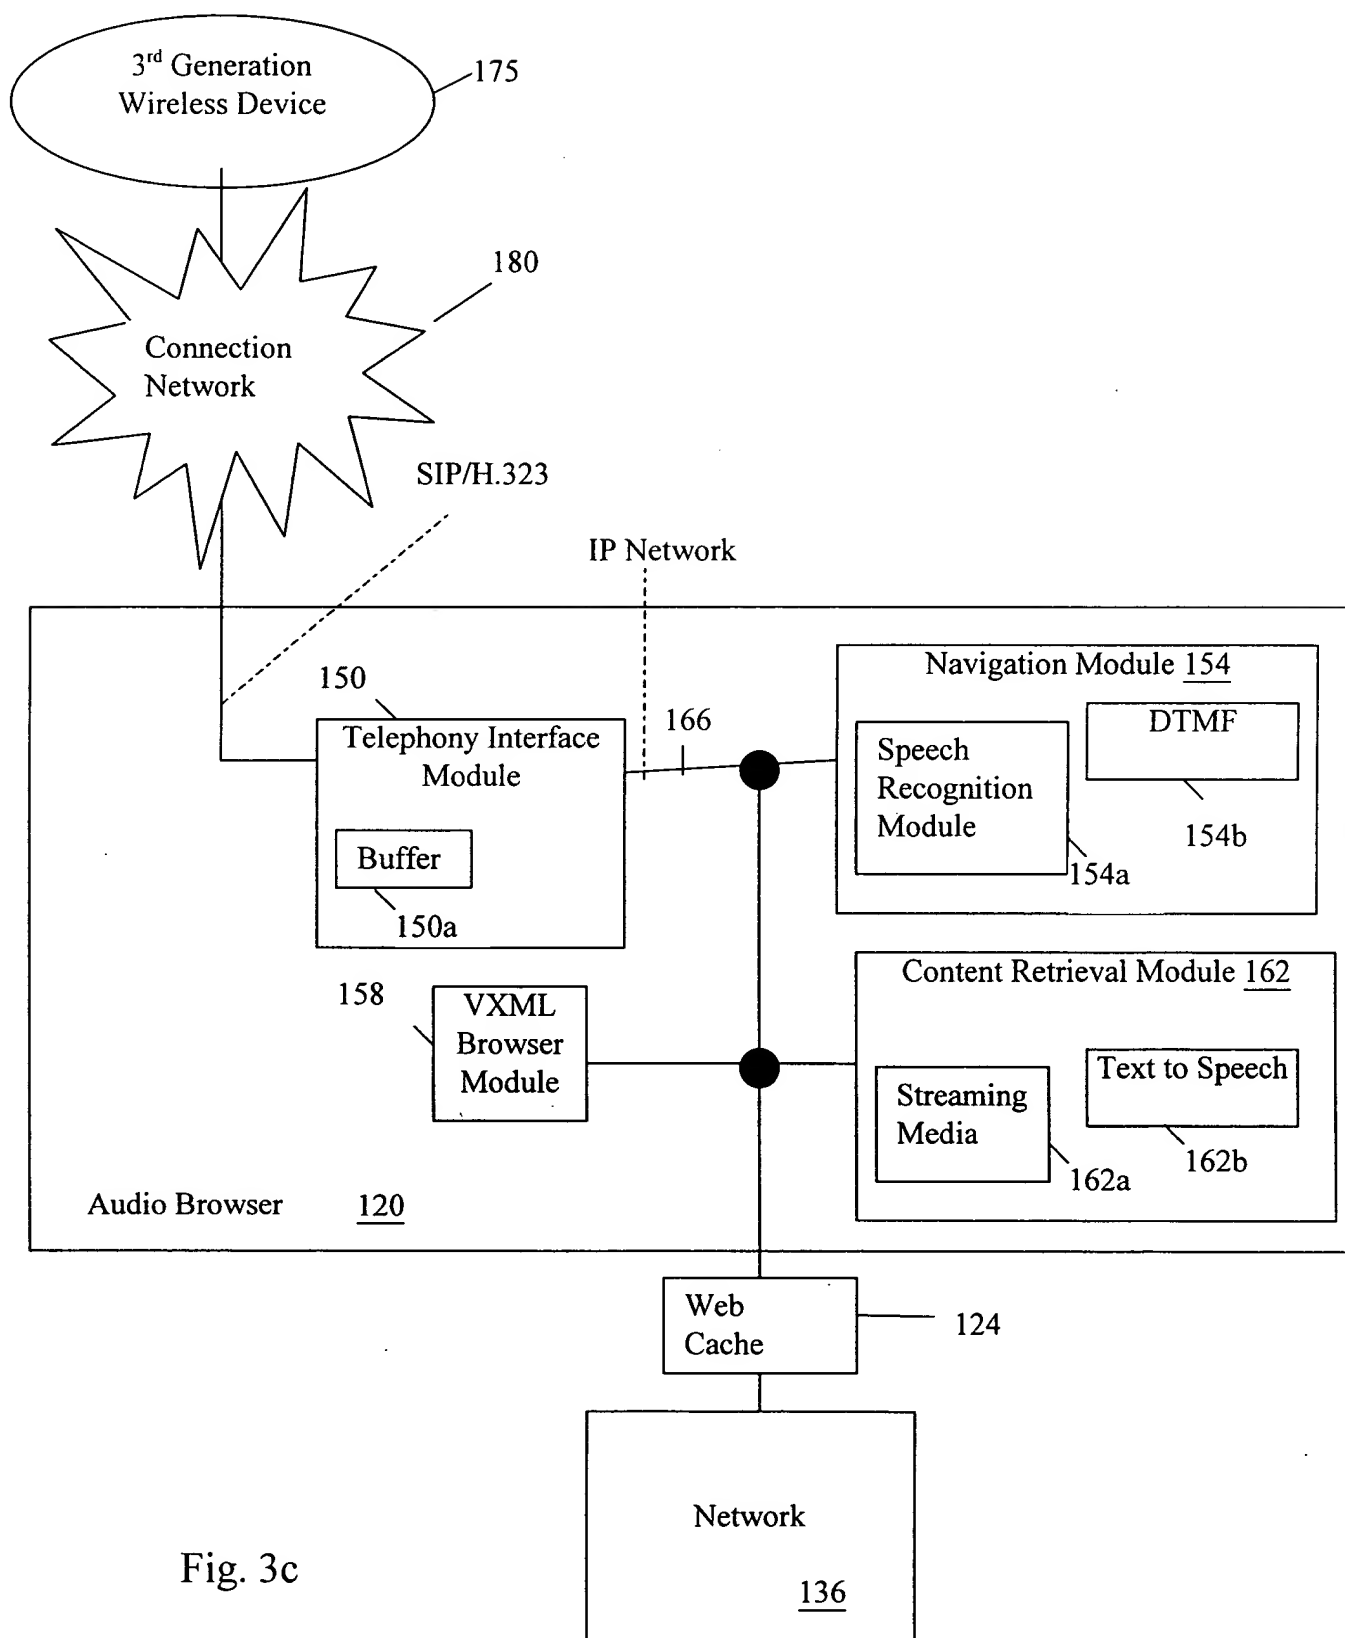 3rd Generation
Wireless Device
175
180
Connection
Network
SIP/H.323
IP Network
150
Telephony Interface
Module
Buffer
150a
166
Navigation Module 154
Speech
Recognition
Module
154a
DTMF
154b
158
VXML
Browser
Module
Content Retrieval Module 162
Streaming
Media
162a
Text to Speech
162b
Audio Browser 120
Web
Cache
124
Network
136
Fig. 3c